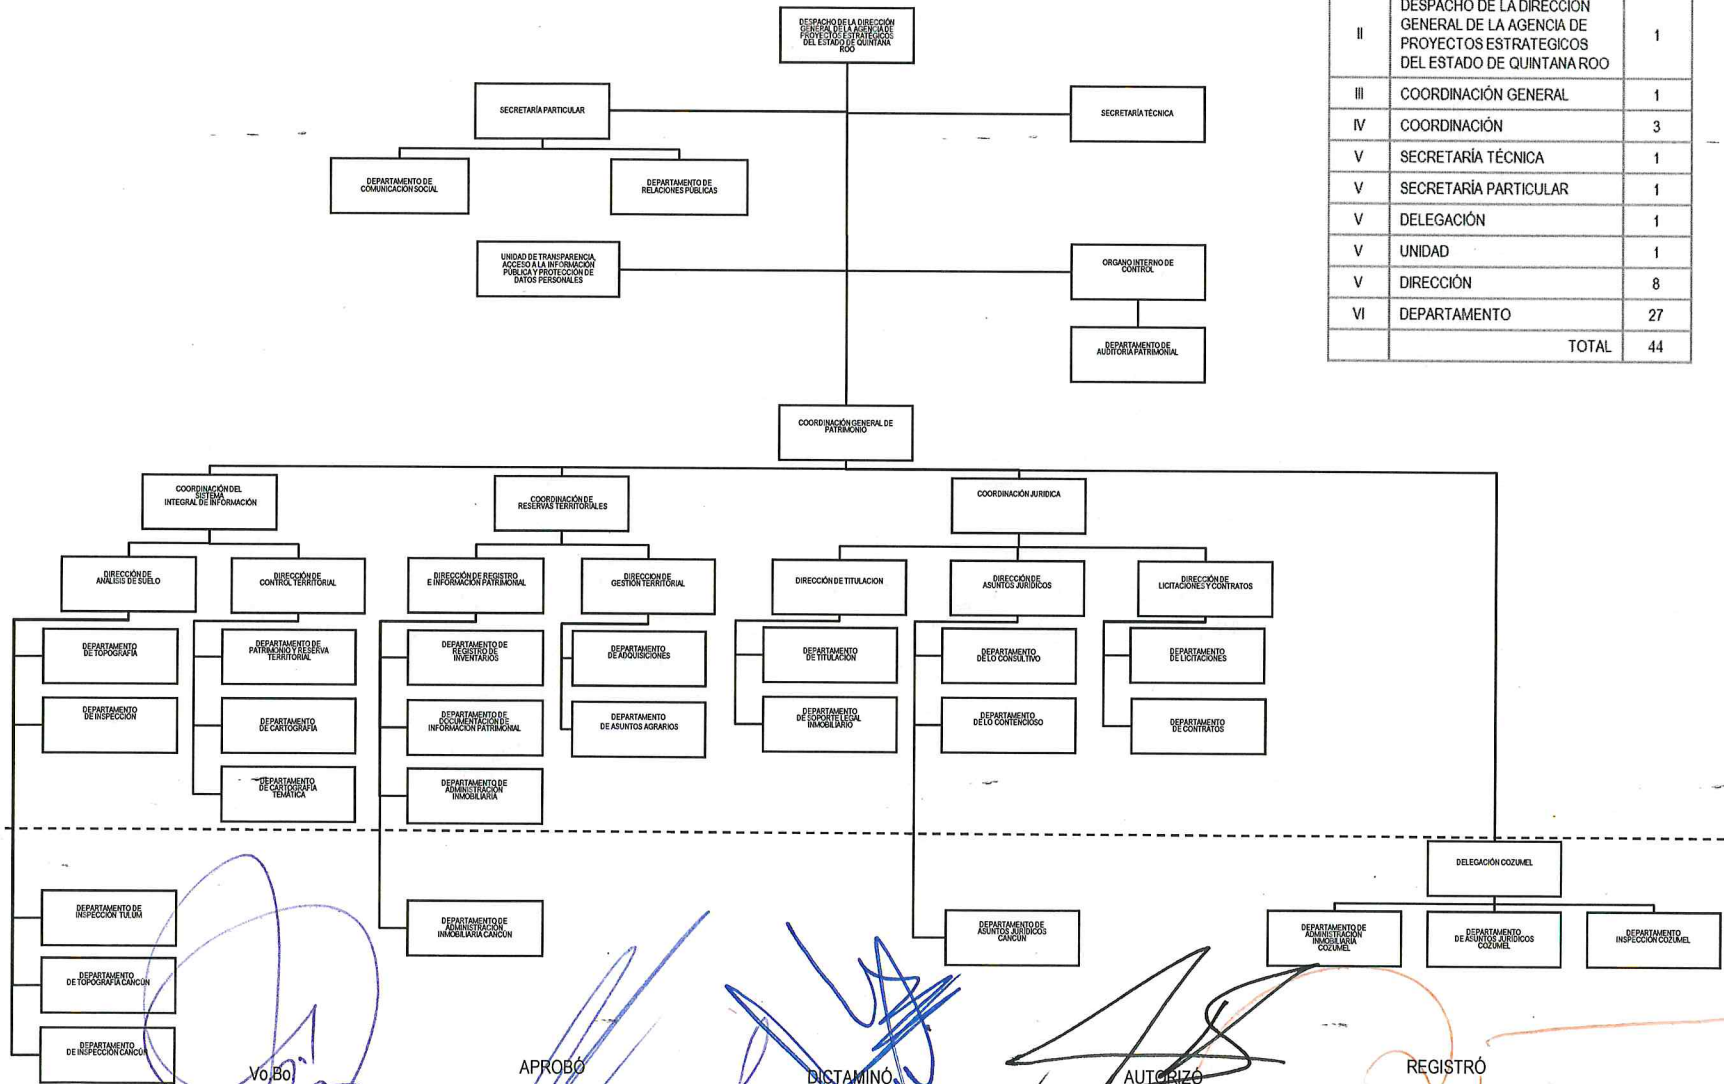 DESPACHO DE LA DIRECCIÓN
GENERAL DE LA AGENCIA DE
PROYECTOS ESTRATEGICOS
DEL ESTADO DE QUINTANA
ROO
II
DESPACHO DE LA DIRECCIÓN
GENERAL DE LA AGENCIA DE
PROYECTOS ESTRATEGICOS
DEL ESTADO DE QUINTANA ROO
1
III COORDINACIÓN GENERAL 1
IV COORDINACIÓN 3
V SECRETARÍA TÉCNICA 1
V SECRETARÍA PARTICULAR 1
V DELEGACIÓN 1
V UNIDAD 1
V DIRECCIÓN 8
VI DEPARTAMENTO 27
TOTAL 44
SECRETARÍA PARTICULAR
SECRETARÍA TÉCNICA
DEPARTAMENTO DE
COMUNICACIÓN SOCIAL
DEPARTAMENTO DE
RELACIONES PÚBLICAS
UNIDAD DE TRANSPARENCIA,
ACCESO A LA INFORMACIÓN
PÚBLICA Y PROTECCIÓN DE
DATOS PERSONALES
ORGANO INTERNO DE
CONTROL
DEPARTAMENTO DE
AUDITORIA PATRIMONIAL
COORDINACIÓN GENERAL DE
PATRIMONIO
COORDINACIÓN DEL
SISTEMA
INTEGRAL DE INFORMACIÓN
COORDINACIÓN DE
RESERVAS TERRITORIALES
COORDINACIÓN JURIDICA
DIRECCIÓN DE
ANÁLISIS DE SUELO
DIRECCIÓN DE
CONTROL TERRITORIAL
DIRECCIÓN DE REGISTRO
E INFORMACIÓN PATRIMONIAL
DIRECCION DE
GESTIÓN TERRITORIAL
DIRECCIÓN DE TITULACION
DIRECCIÓN DE
ASUNTOS JURÍDICOS
DIRECCIÓN DE
LICITACIONES Y CONTRATOS
DEPARTAMENTO
DE TOPOGRAFÍA
DEPARTAMENTO DE
PATRIMONIO Y RESERVA
TERRITORIAL
DEPARTAMENTO DE
REGISTRO DE
INVENTARIOS
DEPARTAMENTO
DE ADQUISICIONES
DEPARTAMENTO
DE TITULACION
DEPARTAMENTO
DE LO CONSULTIVO
DEPARTAMENTO
DE LICITACIONES
DEPARTAMENTO
DE INSPECCIÓN
DEPARTAMENTO
DE CARTOGRAFÍA
DEPARTAMENTO DE
DOCUMENTACIÓN DE
INFORMACIÓN PATRIMONIAL
DEPARTAMENTO
DE ASUNTOS AGRARIOS
DEPARTAMENTO
DE SOPORTE LEGAL
INMOBILIARIO
DEPARTAMENTO
DE LO CONTENCIOSO
DEPARTAMENTO
DE CONTRATOS
DEPARTAMENTO
DE CARTOGRAFÍA
TEMÁTICA
DEPARTAMENTO DE
ADMINISTRACIÓN
INMOBILIARIA
DELEGACIÓN COZUMEL
DEPARTAMENTO DE
INSPECCIÓN TULUM
DEPARTAMENTO DE
ADMINISTRACIÓN
INMOBILIARIA CANCÚN
DEPARTAMENTO DE
ASUNTOS JURÍDICOS
CANCÚN
DEPARTAMENTO DE
ADMINISTRACIÓN
INMOBILIARIA
COZUMEL
DEPARTAMENTO
DE ASUNTOS JURÍDICOS
COZUMEL
DEPARTAMENTO
INSPECCIÓN COZUMEL
DEPARTAMENTO
DE TOPOGRAFÍA CANCÚN
DEPARTAMENTO
DE INSPECCIÓN CANCÚN
Vo.Bo.
APROBÓ
DICTAMINÓ
AUTORIZÓ
REGISTRÓ